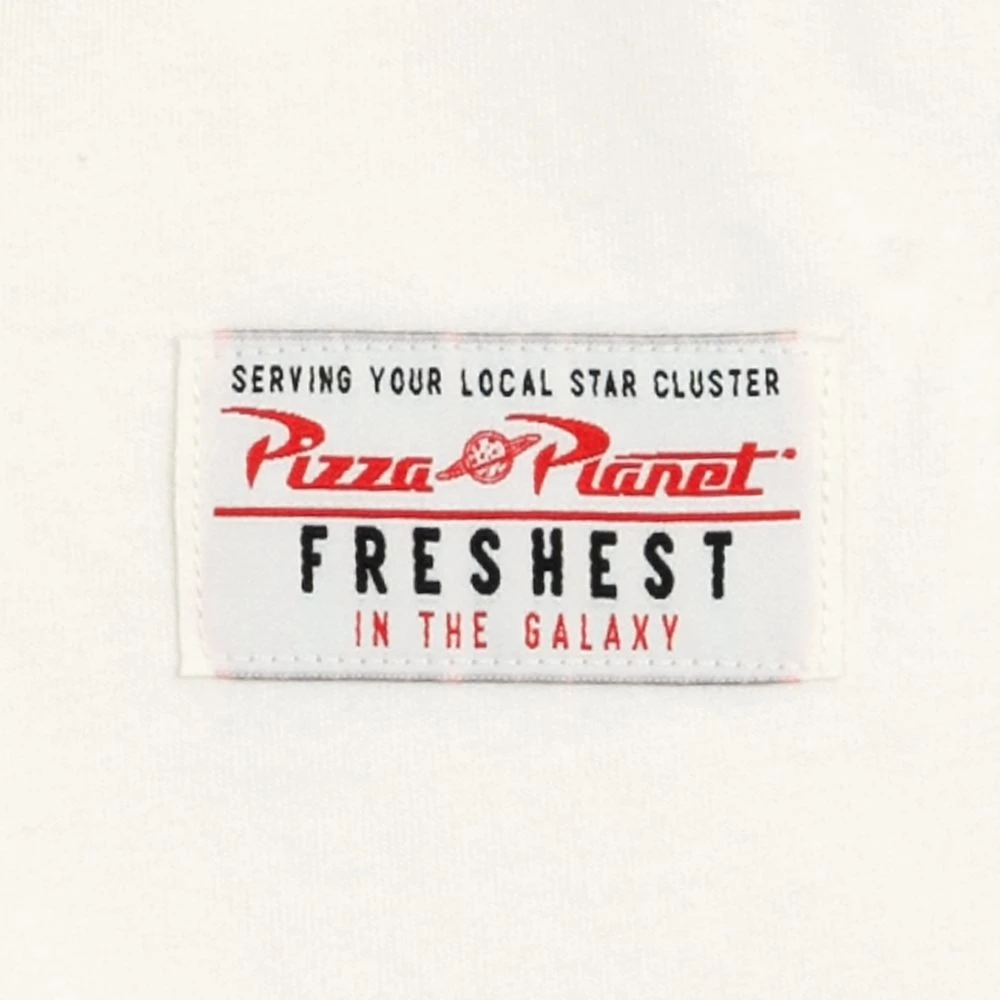 SERVING YOUR LOCAL STAR CLUSTER
Pizza Planet
FRESHEST
IN THE GALAXY